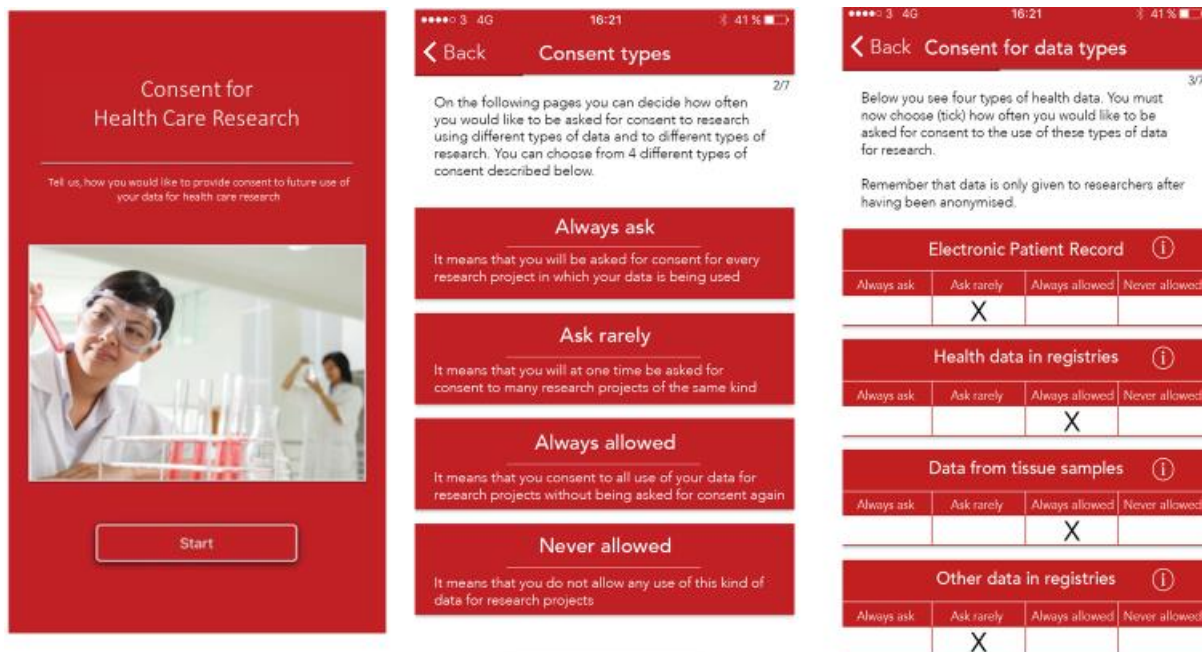 Consent for
Health Care Research
Tell us, how you would like to provide consent to future use of
your data for health care research
Start
3 4G 16:21 41%
Back Consent types
2/7
On the following pages you can decide how often
you would like to be asked for consent to research
using different types of data and to different types of
research. You can choose from 4 different types of
consent described below.
Always ask
It means that you will be asked for consent for every
research project in which your data is being used
Ask rarely
It means that you will at one time be asked for
consent to many research projects of the same kind
Always allowed
It means that you consent to all use of your data for
research projects without being asked for consent again
Never allowed
It means that you do not allow any use of this kind of
data for research projects
3 4G 16:21 41%
Back Consent for data types
3/7
Below you see four types of health data. You must
now choose (tick) how often you would like to be
asked for consent to the use of these types of data
for research.
Remember that data is only given to researchers after
having been anonymised.
Electronic Patient Record i
Always ask Ask rarely Always allowed Never allowed
X
Health data in registries i
Always ask Ask rarely Always allowed Never allowed
X
Data from tissue samples i
Always ask Ask rarely Always allowed Never allowed
X
Other data in registries i
Always ask Ask rarely Always allowed Never allowed
X